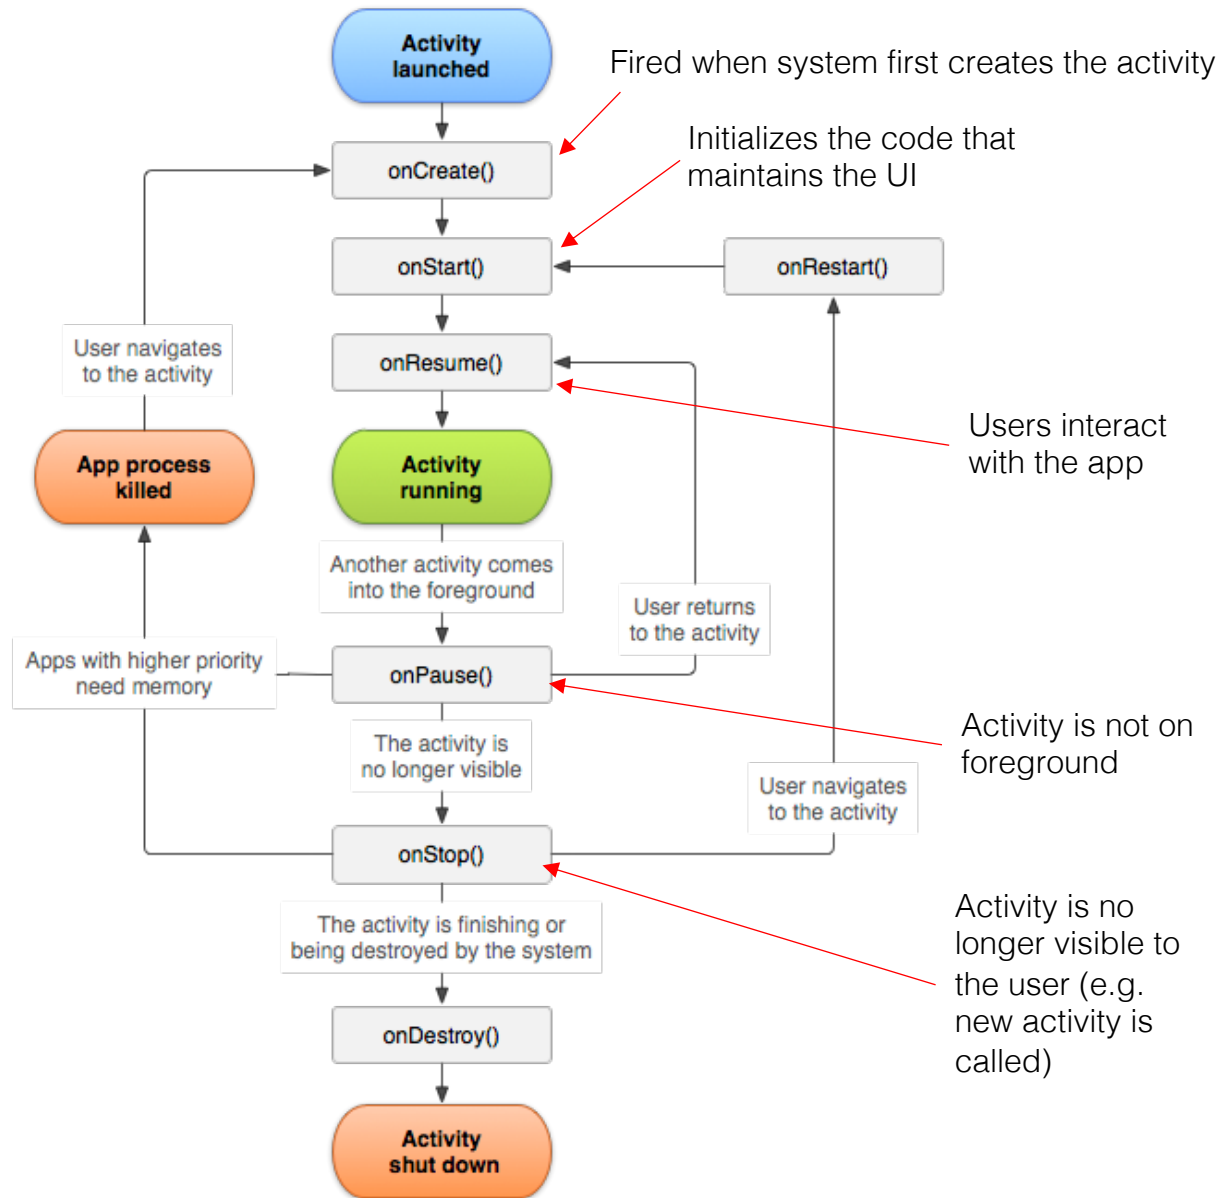 Activity
launched
Fired when system first creates the activity
Initializes the code that
maintains the UI
onCreate()
onStart()
onRestart()
User navigates
to the activity
onResume()
Users interact
with the app
App process
killed
Activity
running
Another activity comes
into the foreground
User returns
to the activity
Apps with higher priority
need memory
onPause()
Activity is not on
foreground
The activity is
no longer visible
User navigates
to the activity
onStop()
Activity is no
longer visible to
the user (e.g.
new activity is
called)
The activity is finishing or
being destroyed by the system
onDestroy()
Activity
shut down